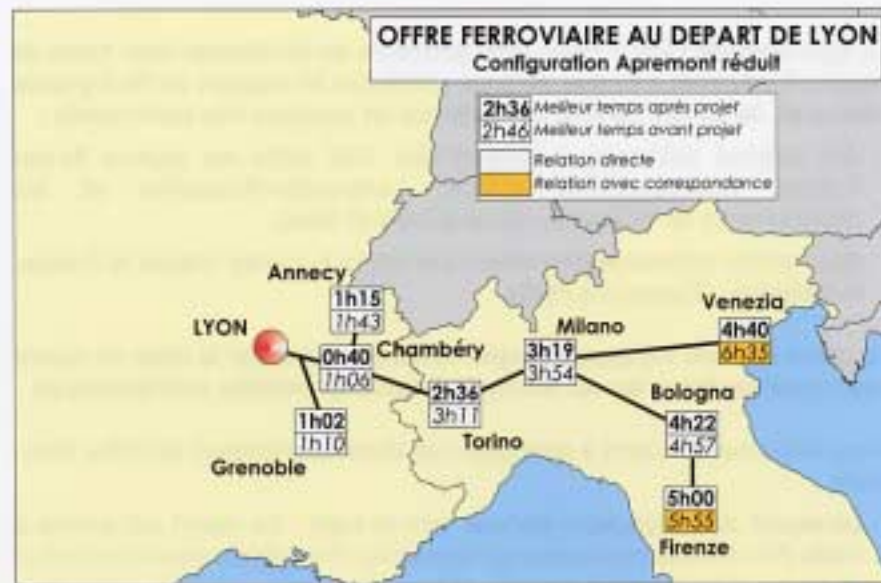 OFFRE FERROVIAIRE AU DEPART DE LYON
Configuration Apremont réduit
2h36 Meilleur temps après projet
2h46 Meilleur temps avant projet
Relation directe
Relation avec correspondance
Annecy
1h15
1h43
LYON
0h40
1h06
Chambéry
1h02
1h10
Grenoble
2h36
3h11
Torino
Milano
3h19
3h54
Venezia
4h40
6h35
Bologna
4h22
4h57
5h00
5h55
Firenze